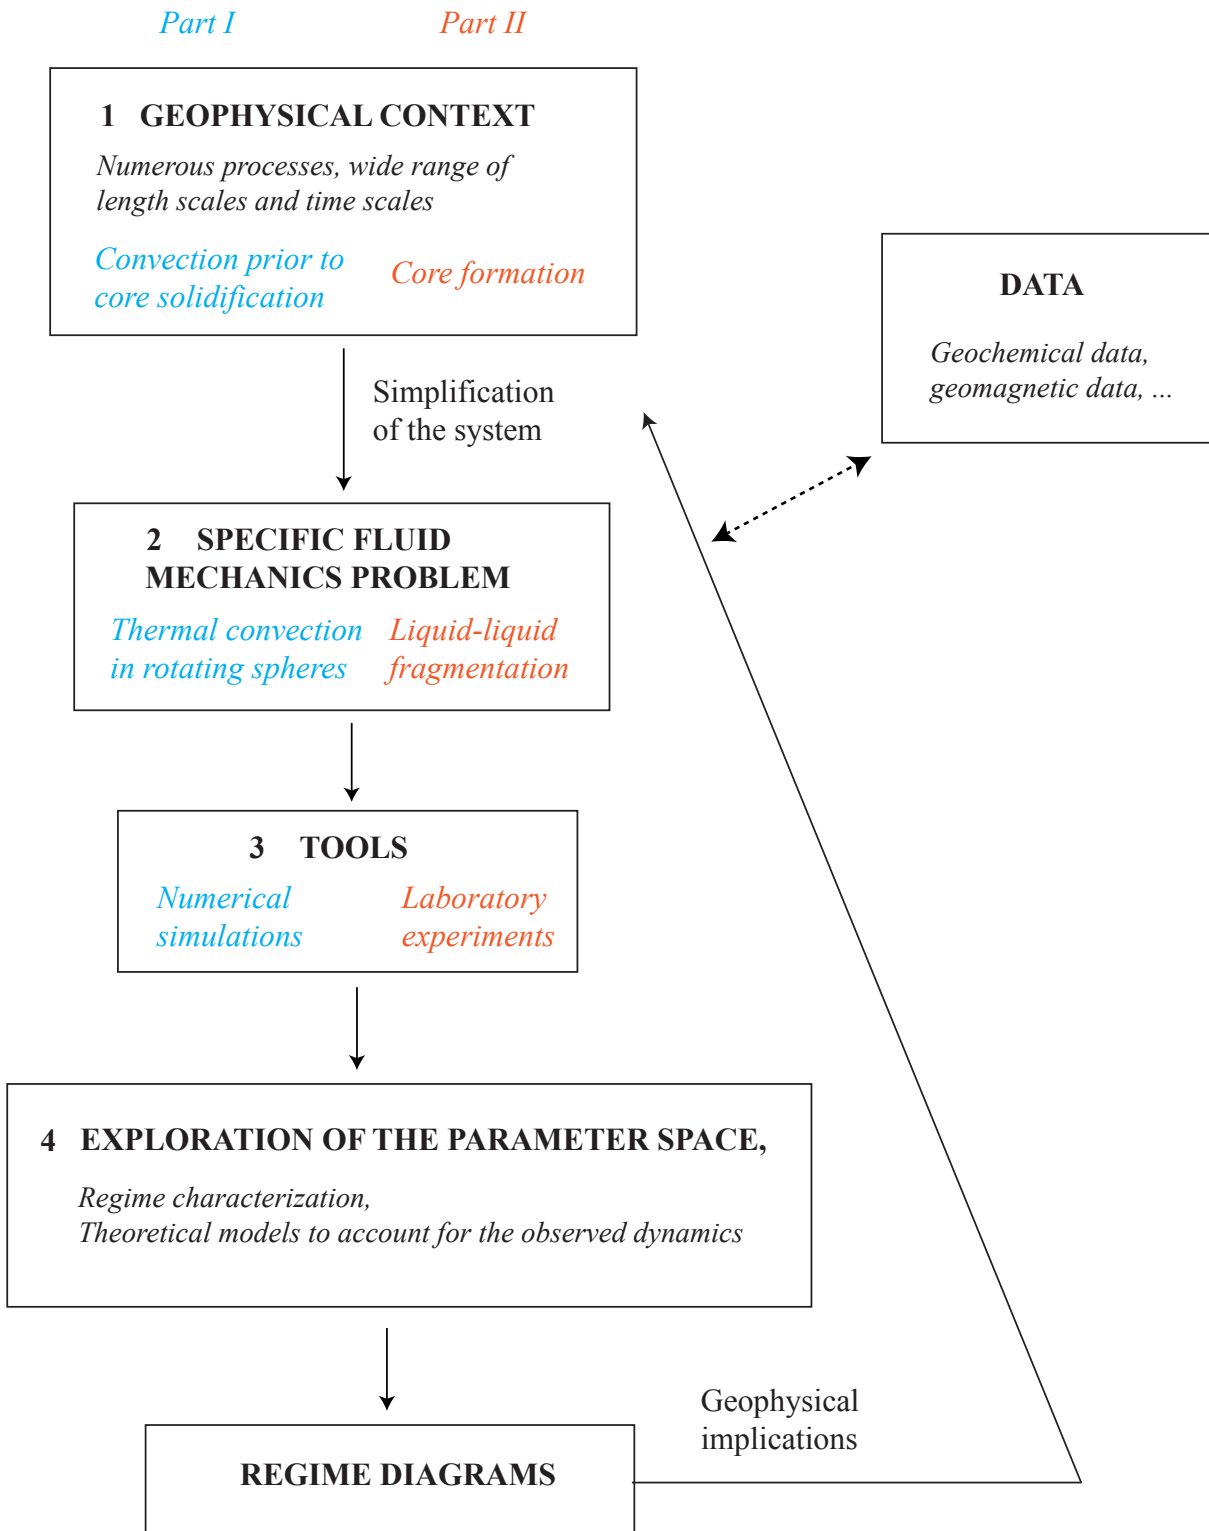 Part I
Part II
1 GEOPHYSICAL CONTEXT
Numerous processes, wide range of
length scales and time scales
Convection prior to
core solidification
Core formation
Simplification
of the system
DATA
Geochemical data,
geomagnetic data, ...
2 SPECIFIC FLUID
MECHANICS PROBLEM
Thermal convection
in rotating spheres
Liquid-liquid
fragmentation
3 TOOLS
Numerical
simulations
Laboratory
experiments
4 EXPLORATION OF THE PARAMETER SPACE,
Regime characterization,
Theoretical models to account for the observed dynamics
Geophysical
implications
REGIME DIAGRAMS